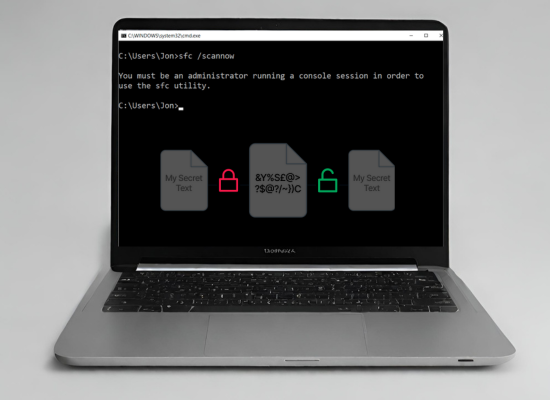 C:\WINDOWS\system32\cmd.exe
C:\Users\Jon>sfc /scannow
You must be an administrator running a console session in order to
use the sfc utility.
C:\Users\Jon>
My Secret
Text
&Y%S£@>
?$@?/~})C
My Secret
Text